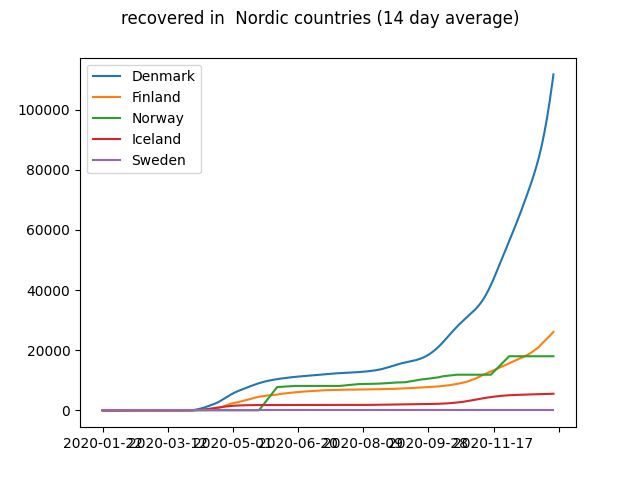 recovered in  Nordic countries (14 day average)
Denmark
Finland
Norway
Iceland
Sweden
100000
80000
60000
40000
20000
0
2020-01-22 2020-03-12 2020-05-01 2020-06-20 2020-08-09 2020-09-28 2020-11-17